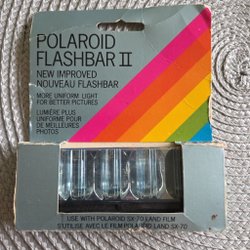 POLAROID
FLASHBAR II
NEW IMPROVED
NOUVEAU FLASHBAR
MORE UNIFORM LIGHT
FOR BETTER PICTURES
LUMIÈRE PLUS
UNIFORME POUR
DE MEILLEURES
PHOTOS
USE WITH POLAROID SX-70 LAND FILM
S'UTILISE AVEC LE FILM POLAROID LAND SX-70